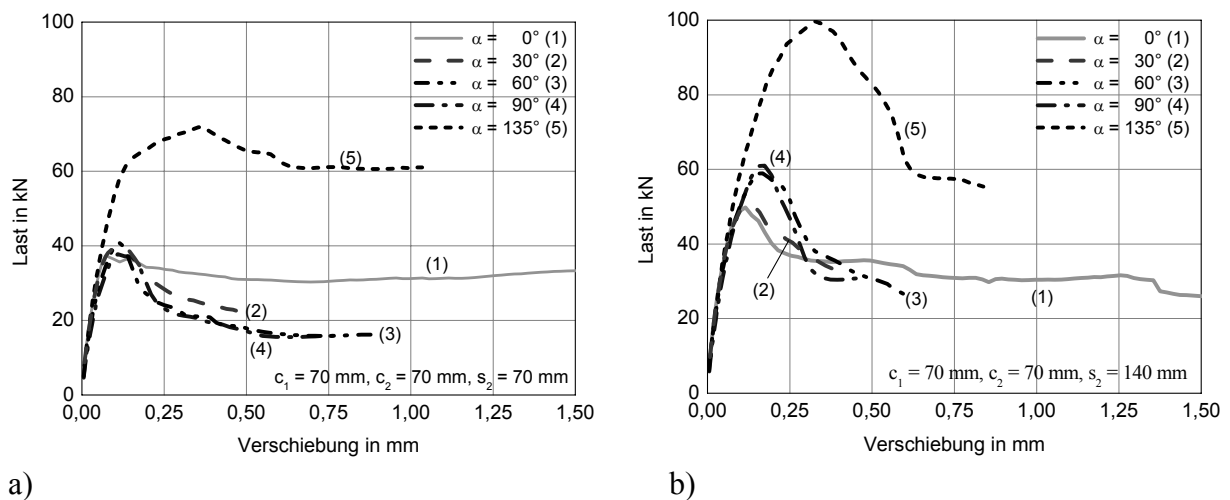 100
80
60
40
20
0
Last in kN
α = 0° (1)
α = 30° (2)
α = 60° (3)
α = 90° (4)
α = 135° (5)
(5)
(1)
(2)
(3)
(4)
c₁ = 70 mm, c₂ = 70 mm, s₂ = 70 mm
0,00 0,25 0,50 0,75 1,00 1,25 1,50
Verschiebung in mm
a)
100
80
60
40
20
0
Last in kN
α = 0° (1)
α = 30° (2)
α = 60° (3)
α = 90° (4)
α = 135° (5)
(5)
(4)
(2)
(3)
(1)
c₁ = 70 mm, c₂ = 70 mm, s₂ = 140 mm
0,00 0,25 0,50 0,75 1,00 1,25 1,50
Verschiebung in mm
b)